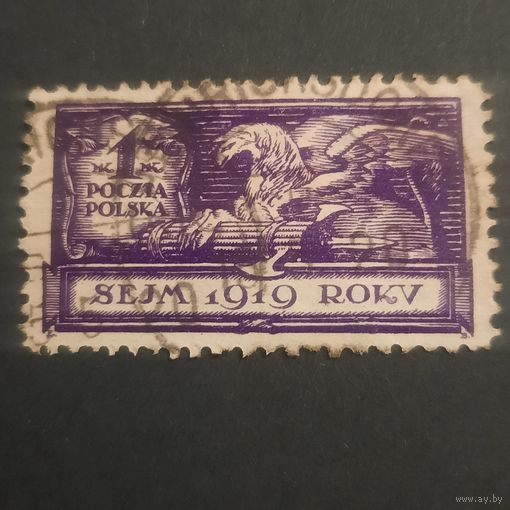 1
MK. MK.
POCZTA
POLSKA
SEJM 1919 ROKV
www.ay.by